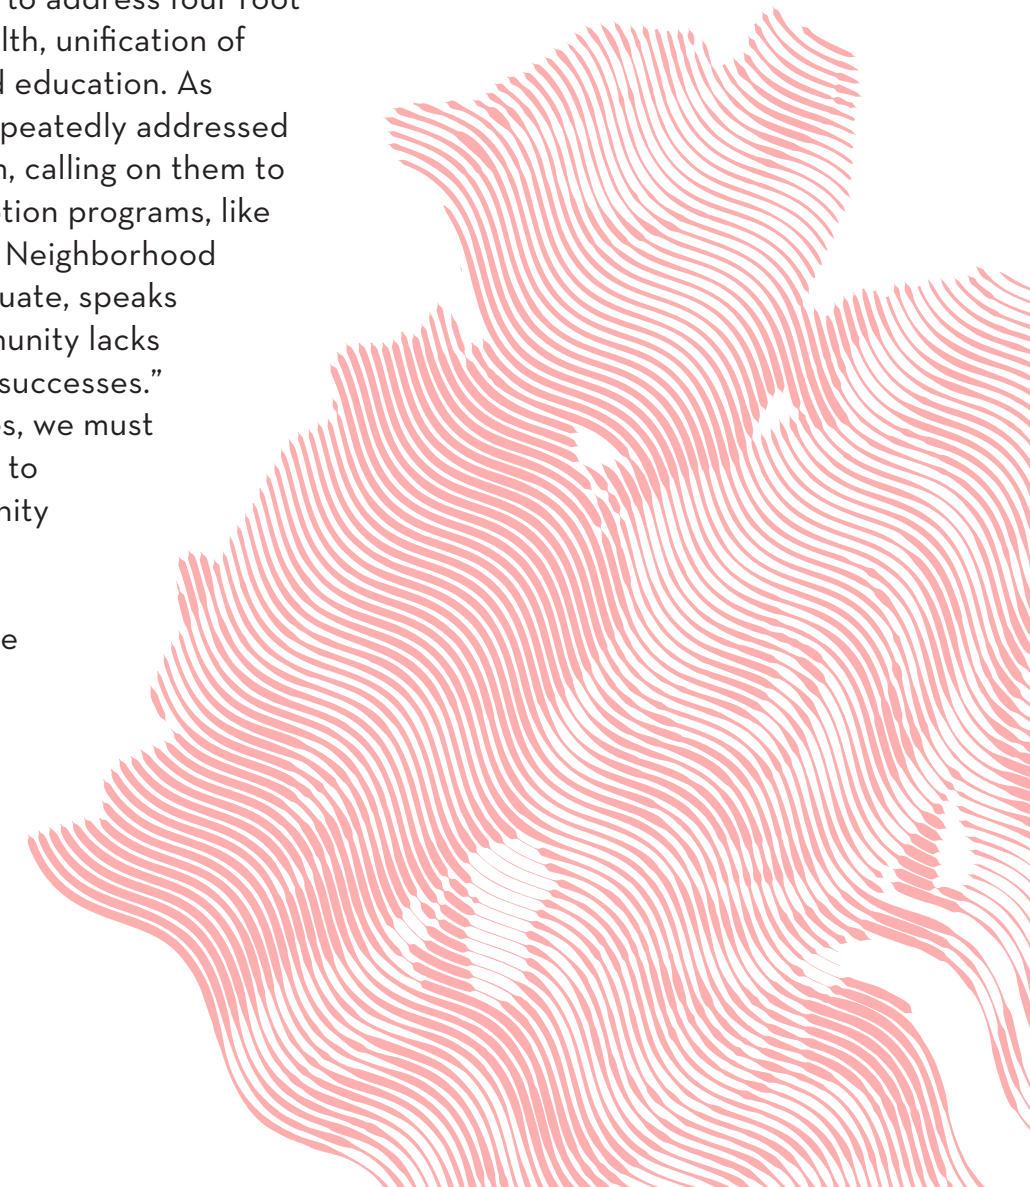 to address four root
lth, unification of
d education. As
peatedly addressed
n, calling on them to
tion programs, like
Neighborhood
uate, speaks
unity lacks
successes.”
s, we must
to
nity
e